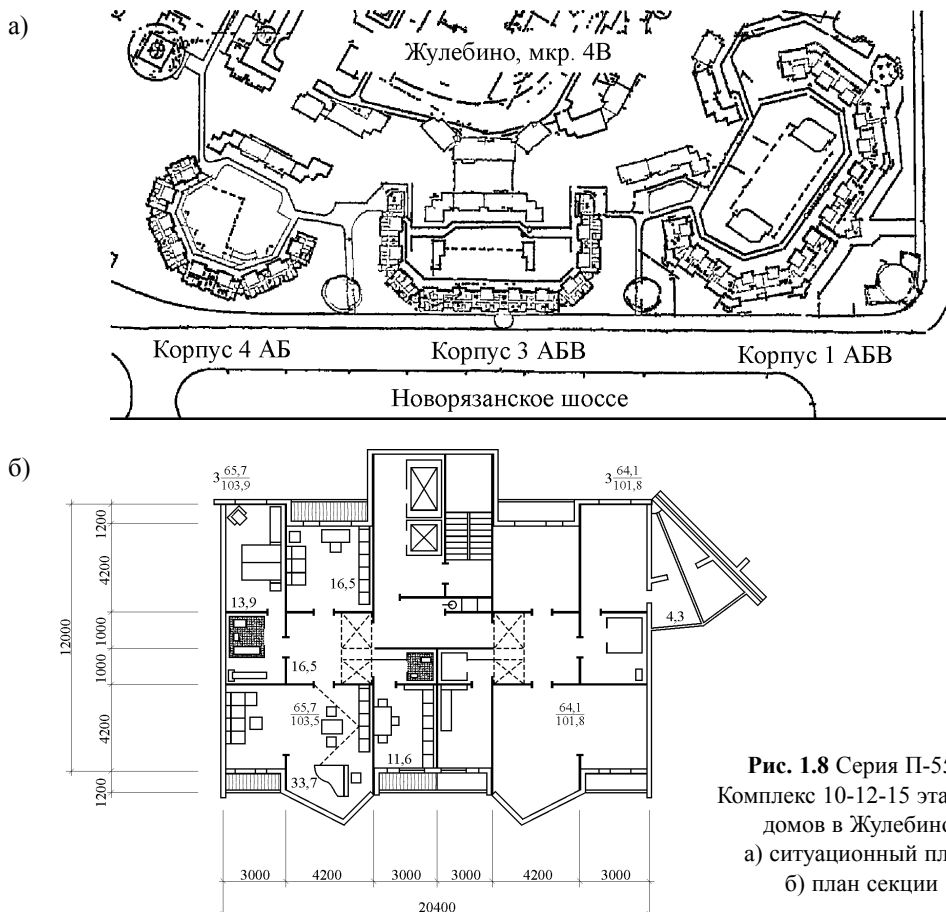 а)
Жулебино, мкр. 4В
Корпус 4 АБ
Корпус 3 АБВ
Корпус 1 АБВ
Новорязанское шоссе
б)
3 65,7
103,9
3 64,1
101,8
1200
4200
1000
1000
4200
1200
12000
16,5
13,9
4,3
16,5
65,7
103,5
64,1
101,8
11,6
33,7
3000
4200
3000
3000
4200
3000
20400
Рис. 1.8 Серия П-55
Комплекс 10-12-15 эта
домов в Жулебино
а) ситуационный пл
б) план секции